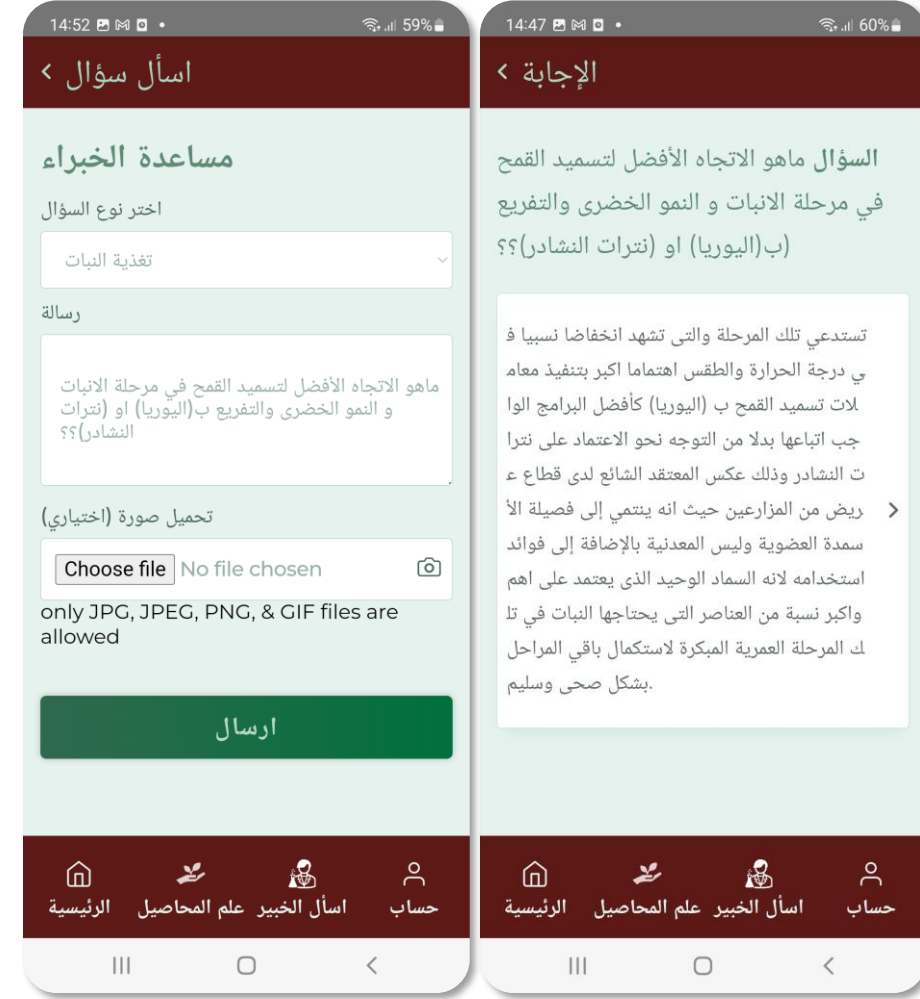 14:52
59%
اسأل سؤال
مساعدة الخبراء
اختر نوع السؤال
تغذية النبات
رسالة
ماهو الاتجاه الأفضل لتسميد القمح في مرحلة الانبات
و النمو الخضرى والتفريع ب(اليوريا) او (نترات
النشادر)؟؟
تحميل صورة (اختياري)
Choose file No file chosen
only JPG, JPEG, PNG, & GIF files are
allowed
ارسال
الرئيسية
علم المحاصيل
اسأل الخبير
حساب
14:47
60%
الإجابة
السؤال ماهو الاتجاه الأفضل لتسميد القمح
في مرحلة الانبات و النمو الخضرى والتفريع
ب(اليوريا) او (نترات النشادر)؟؟)
تستدعي تلك المرحلة والتى تشهد انخفاضا نسبيا ف
ي درجة الحرارة والطقس اهتماما اكبر بتنفيذ معام
لات تسميد القمح ب (اليوريا) كأفضل البرامج الوا
جب اتباعها بدلا من التوجه نحو الاعتماد على نترا
ت النشادر وذلك عكس المعتقد الشائع لدى قطاع ع
ريض من المزارعين حيث انه ينتمي إلى فصيلة الأ
سمدة العضوية وليس المعدنية بالإضافة إلى فوائد
استخدامه لانه السماد الوحيد الذى يعتمد على اهم
واكبر نسبة من العناصر التى يحتاجها النبات في تل
ك المرحلة العمرية المبكرة لاستكمال باقي المراحل
.بشكل صحى وسليم
الرئيسية
علم المحاصيل
اسأل الخبير
حساب